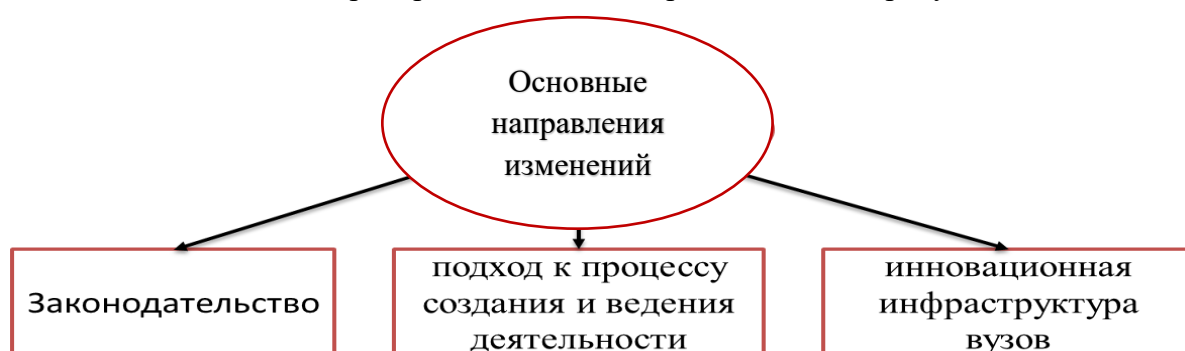 Основные
направления
изменений
Законодательство
подход к процессу
создания и ведения
деятельности
инновационная
инфраструктура
вузов